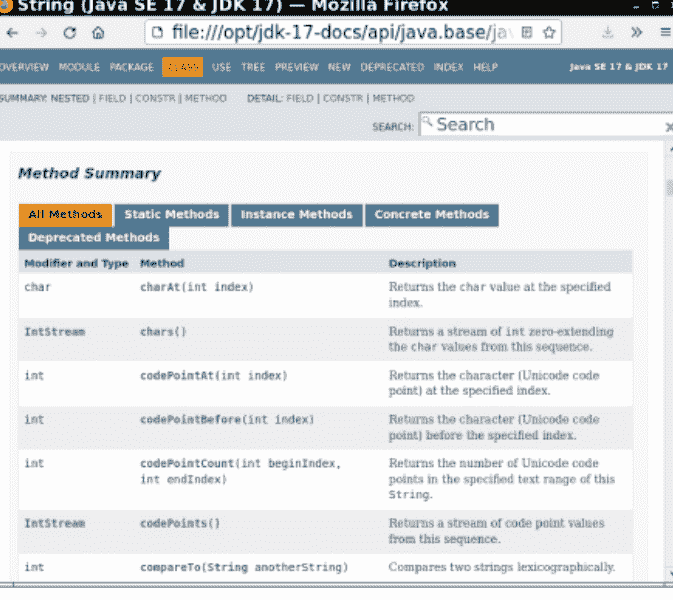 String (Java SE 17 & JDK 17) — Mozilla Firefox
file:///opt/jdk-17-docs/api/java.base/ja
OVERVIEW MODULE PACKAGE CLASS USE TREE PREVIEW NEW DEPRECATED INDEX HELP Java SE 17 & JDK 17
SUMMARY: NESTED | FIELD | CONSTR | METHOD DETAIL: FIELD | CONSTR | METHOD
SEARCH: Search
Method Summary
All Methods Static Methods Instance Methods Concrete Methods
Deprecated Methods
Modifier and Type Method Description
char charAt(int index) Returns the char value at the specified
index.
IntStream chars() Returns a stream of int zero-extending
the char values from this sequence.
int codePointAt(int index) Returns the character (Unicode code
point) at the specified index.
int codePointBefore(int index) Returns the character (Unicode code
point) before the specified index.
int codePointCount(int beginIndex, Returns the number of Unicode code
int endIndex) points in the specified text range of this
String.
IntStream codePoints() Returns a stream of code point values
from this sequence.
int compareTo(String anotherString) Compares two strings lexicographically.